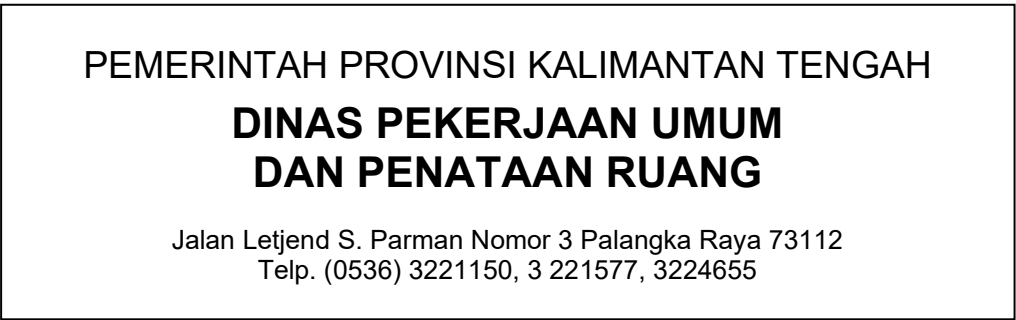 PEMERINTAH PROVINSI KALIMANTAN TENGAH
DINAS PEKERJAAN UMUM
DAN PENATAAN RUANG
Jalan Letjend S. Parman Nomor 3 Palangka Raya 73112
Telp. (0536) 3221150, 3 221577, 3224655